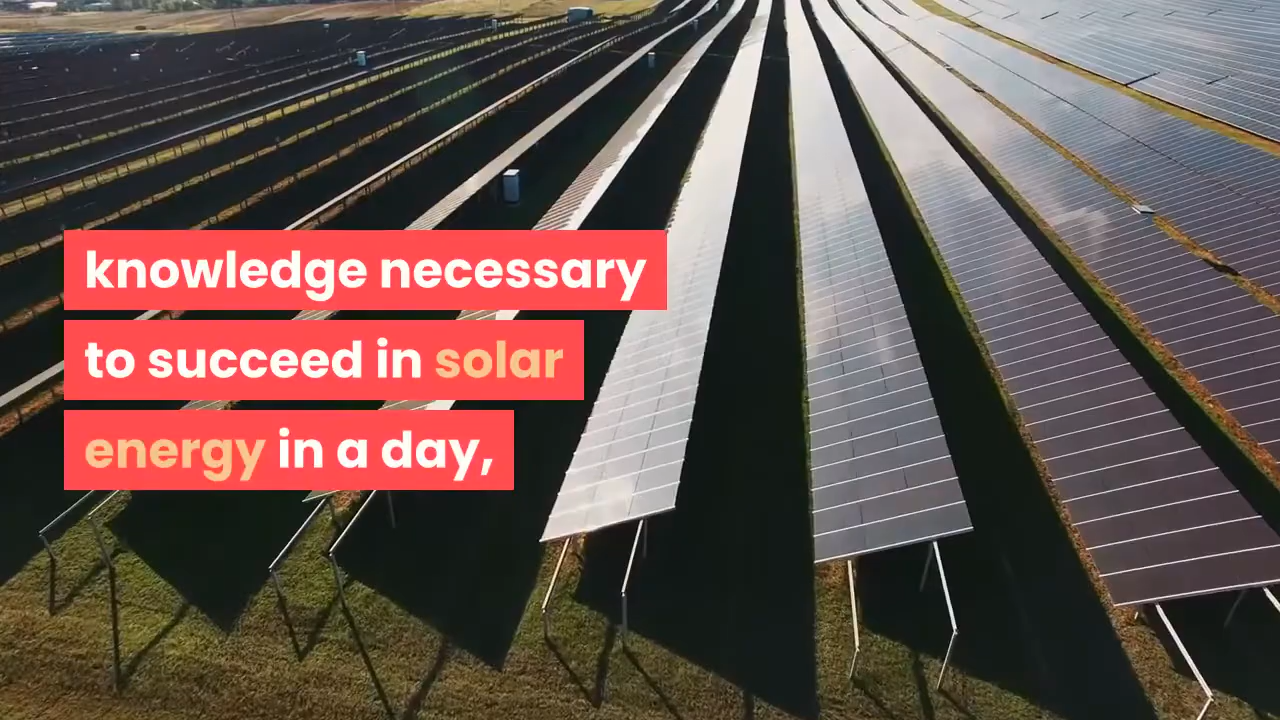 knowledge necessary
to succeed in solar
energy in a day,